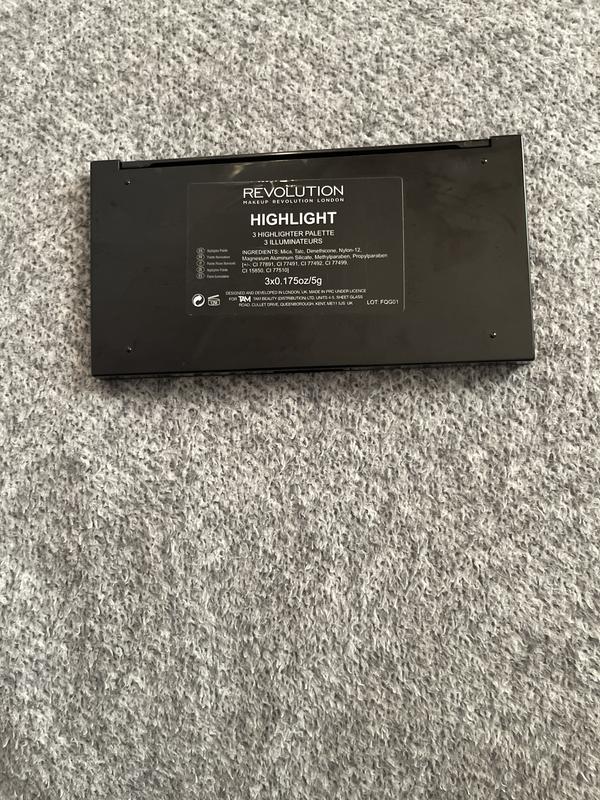 REVOLUTION
MAKEUP REVOLUTION LONDON
HIGHLIGHT
3 HIGHLIGHTER PALETTE
3 ILLUMINATEURS
INGREDIENTS: Mica, Talc, Dimethicone, Nylon-12,
Magnesium Aluminum Silicate, Methylparaben, Propylparaben
[+/-: CI 77891, CI 77491, CI 77492, CI 77499,
CI 15850, CI 77510]
3x0.175oz/5g
DESIGNED AND DEVELOPED IN LONDON, UK. MADE IN PRC UNDER LICENCE
FOR TAM TAM BEAUTY (DISTRIBUTION) LTD, UNITS 4-5, SHEET GLASS
ROAD, CULLET DRIVE, QUEENBOROUGH, KENT, ME11 5JS UK
LOT: FQG01